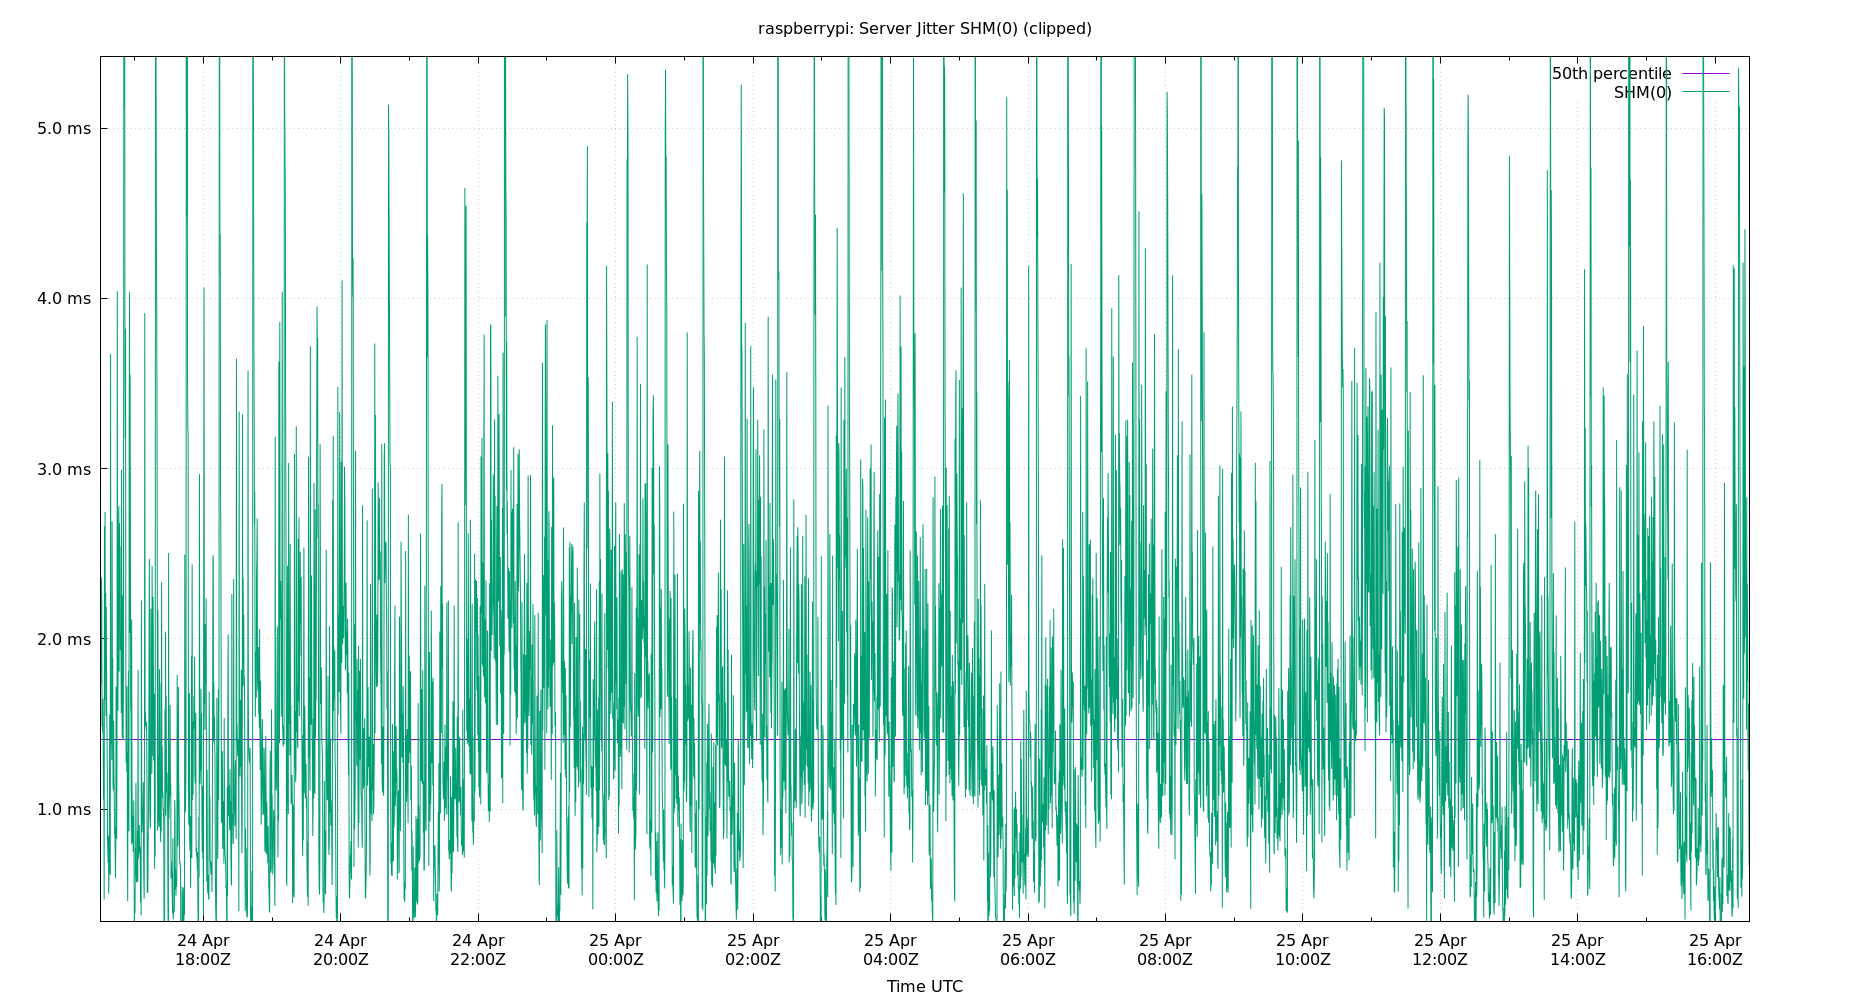 raspberrypi: Server Jitter SHM(0) (clipped)
50th percentile
SHM(0)
5.0 ms
4.0 ms
3.0 ms
2.0 ms
1.0 ms
24 Apr 24 Apr 24 Apr 25 Apr 25 Apr 25 Apr 25 Apr 25 Apr 25 Apr 25 Apr 25 Apr 25 Apr
18:00Z 20:00Z 22:00Z 00:00Z 02:00Z 04:00Z 06:00Z 08:00Z 10:00Z 12:00Z 14:00Z 16:00Z
Time UTC